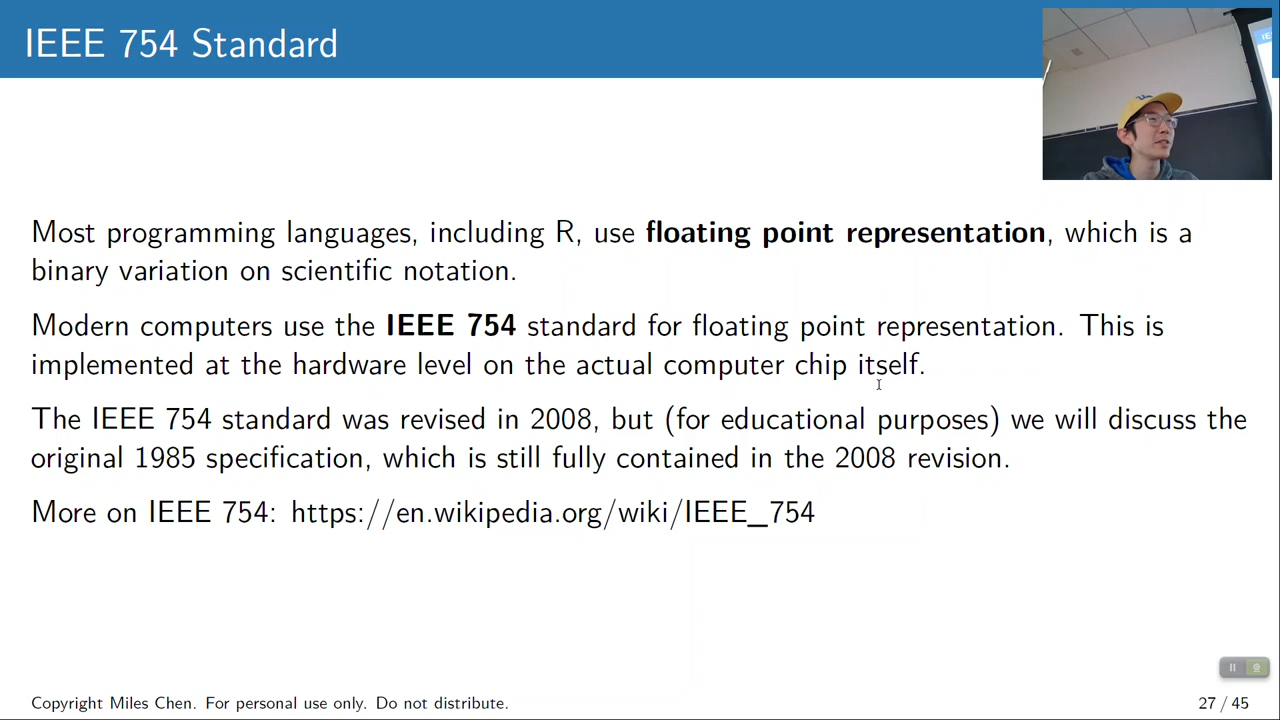 IEEE 754 Standard
Most programming languages, including R, use floating point representation, which is a
binary variation on scientific notation.
Modern computers use the IEEE 754 standard for floating point representation. This is
implemented at the hardware level on the actual computer chip itself.
The IEEE 754 standard was revised in 2008, but (for educational purposes) we will discuss the
original 1985 specification, which is still fully contained in the 2008 revision.
More on IEEE 754: https://en.wikipedia.org/wiki/IEEE_754
Copyright Miles Chen. For personal use only. Do not distribute.
27 / 45